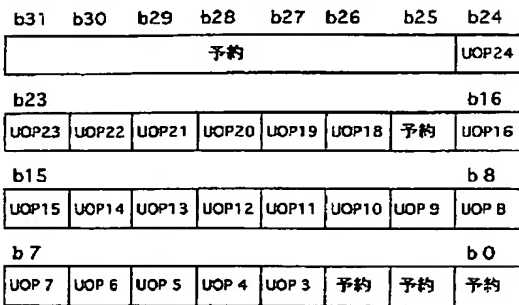 b31 b30 b29 b28 b27 b26 b25 b24
予約 UOP24
b23 b16
UOP23 UOP22 UOP21 UOP20 UOP19 UOP18 予約 UOP16
b15 b8
UOP15 UOP14 UOP13 UOP12 UOP11 UOP10 UOP 9 UOP 8
b7 b0
UOP 7 UOP 6 UOP 5 UOP 4 UOP 3 予約 予約 予約